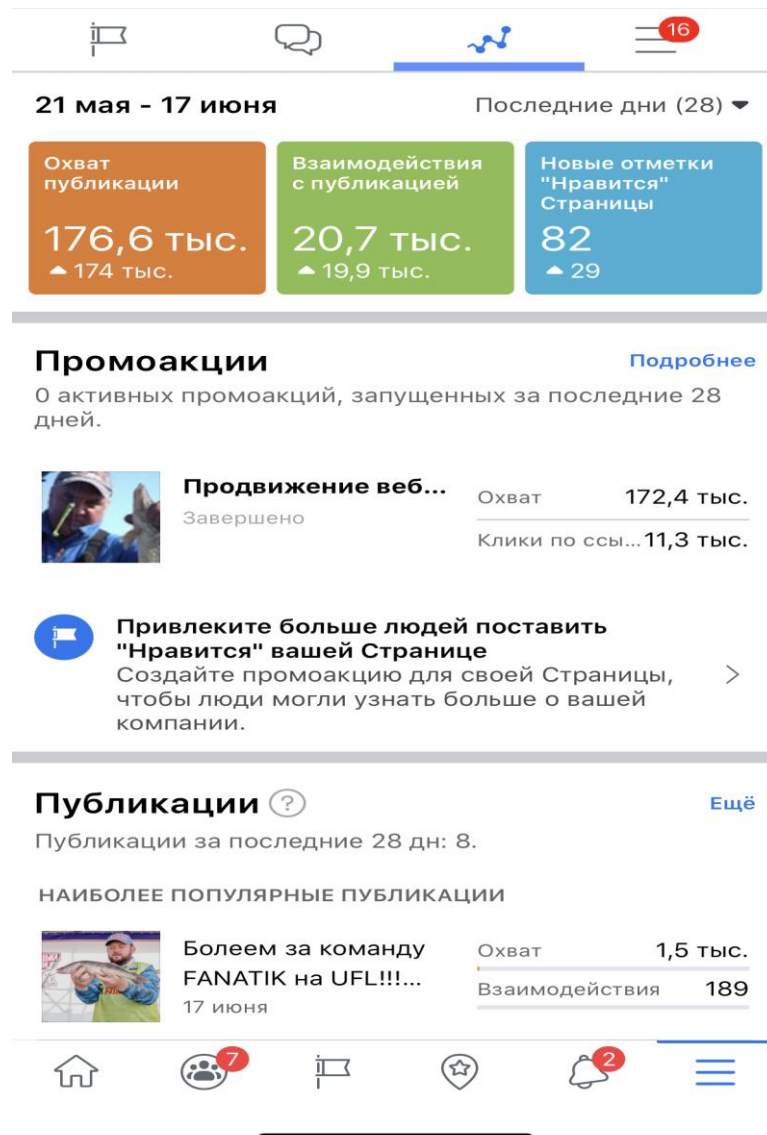 16
21 мая - 17 июня
Последние дни (28)
Охват
публикации
176,6 тыс.
174 тыс.
Взаимодействия
с публикацией
20,7 тыс.
19,9 тыс.
Новые отметки
"Нравится"
Страницы
82
29
Промоакции
Подробнее
0 активных промоакций, запущенных за последние 28
дней.
Продвижение веб...
Завершено
Охват 172,4 тыс.
Клики по ссы... 11,3 тыс.
Привлеките больше людей поставить
"Нравится" вашей Странице
Создайте промоакцию для своей Страницы,
чтобы люди могли узнать больше о вашей
компании.
Публикации ?
Ещё
Публикации за последние 28 дн: 8.
НАИБОЛЕЕ ПОПУЛЯРНЫЕ ПУБЛИКАЦИИ
Болеем за команду
FANATIK на UFL!!!...
17 июня
Охват 1,5 тыс.
Взаимодействия 189
7
2